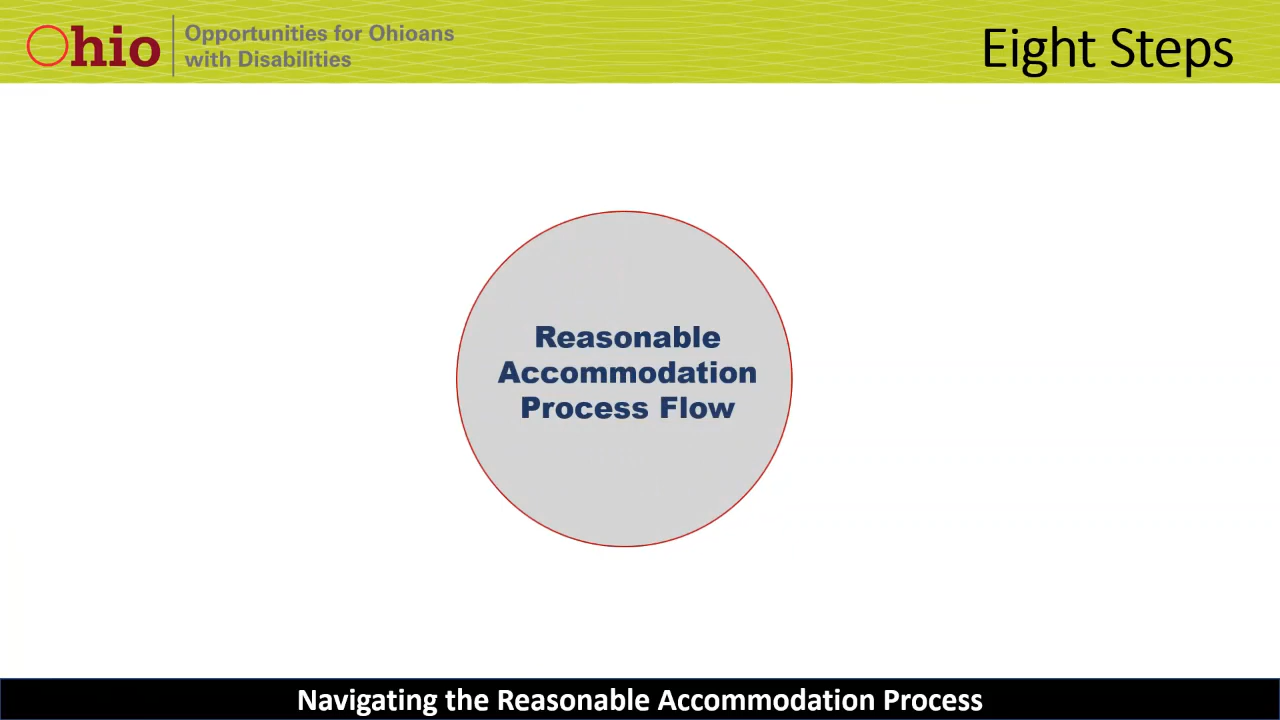 Ohio
Opportunities for Ohioans
with Disabilities
Eight Steps
Reasonable
Accommodation
Process Flow
Navigating the Reasonable Accommodation Process